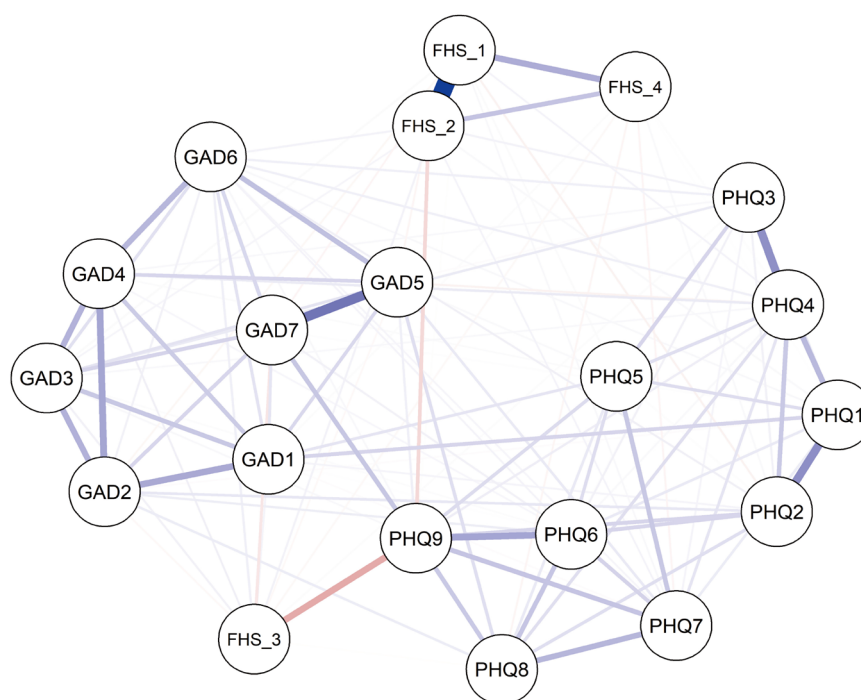 FHS_1
FHS_4
FHS_2
GAD6
PHQ3
GAD4
GAD5
PHQ4
GAD7
GAD3
PHQ5
PHQ1
GAD1
GAD2
PHQ2
PHQ9
PHQ6
FHS_3
PHQ7
PHQ8